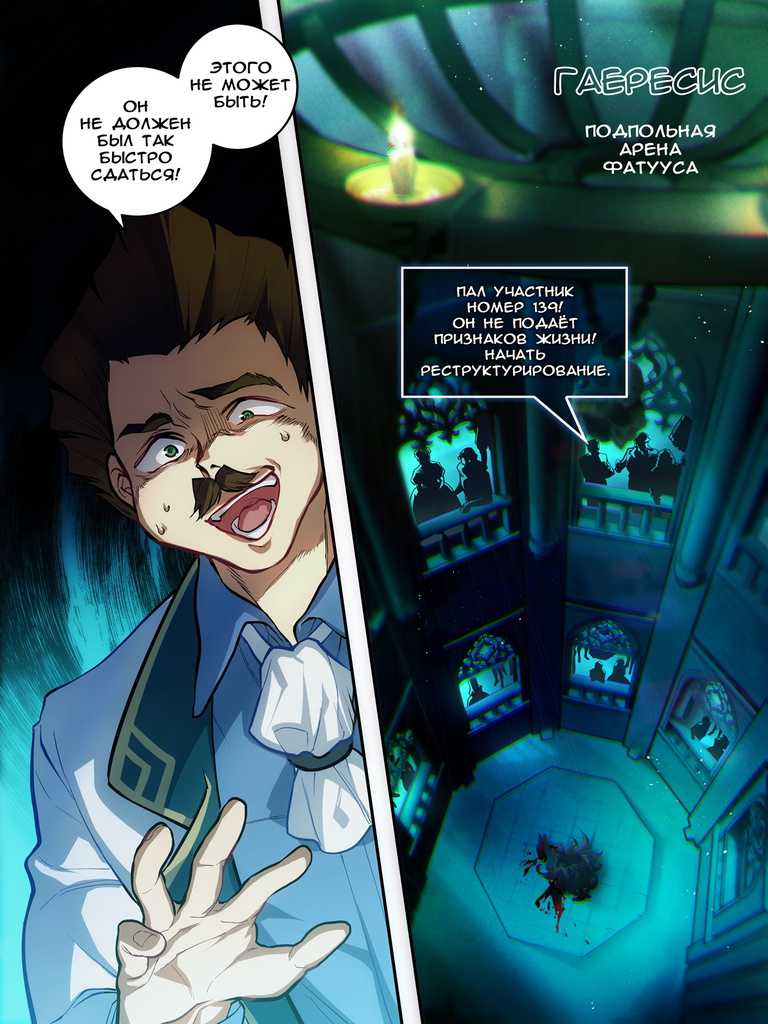 ЭТОГО
НЕ МОЖЕТ
БЫТЬ!
ОН
НЕ ДОЛЖЕН
БЫЛ ТАК
БЫСТРО
СДАТЬСЯ!
ГАЕРЕСИС
ПОДПОЛЬНАЯ
АРЕНА
ФАТУУСА
ПАЛ УЧАСТНИК
НОМЕР 139!
ОН НЕ ПОДАЁТ
ПРИЗНАКОВ ЖИЗНИ!
НАЧАТЬ
РЕСТРУКТУРИРОВАНИЕ.